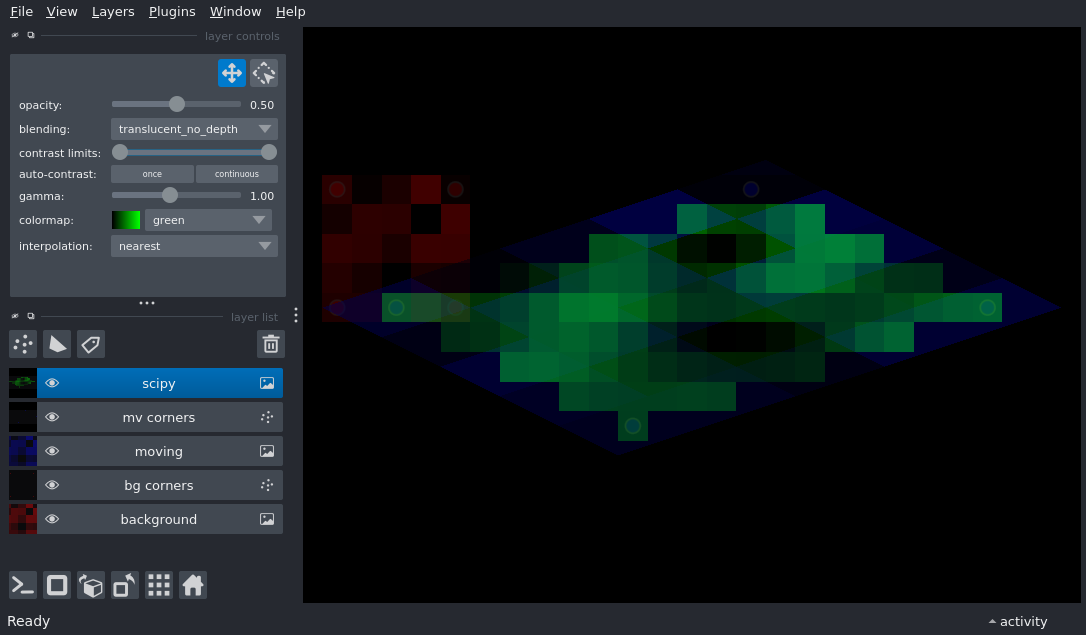 File View Layers Plugins Window Help
layer controls
opacity: 0.50
blending: translucent_no_depth
contrast limits:
auto-contrast: once continuous
gamma: 1.00
colormap: green
interpolation: nearest
layer list
scipy
mv corners
moving
bg corners
background
Ready activity